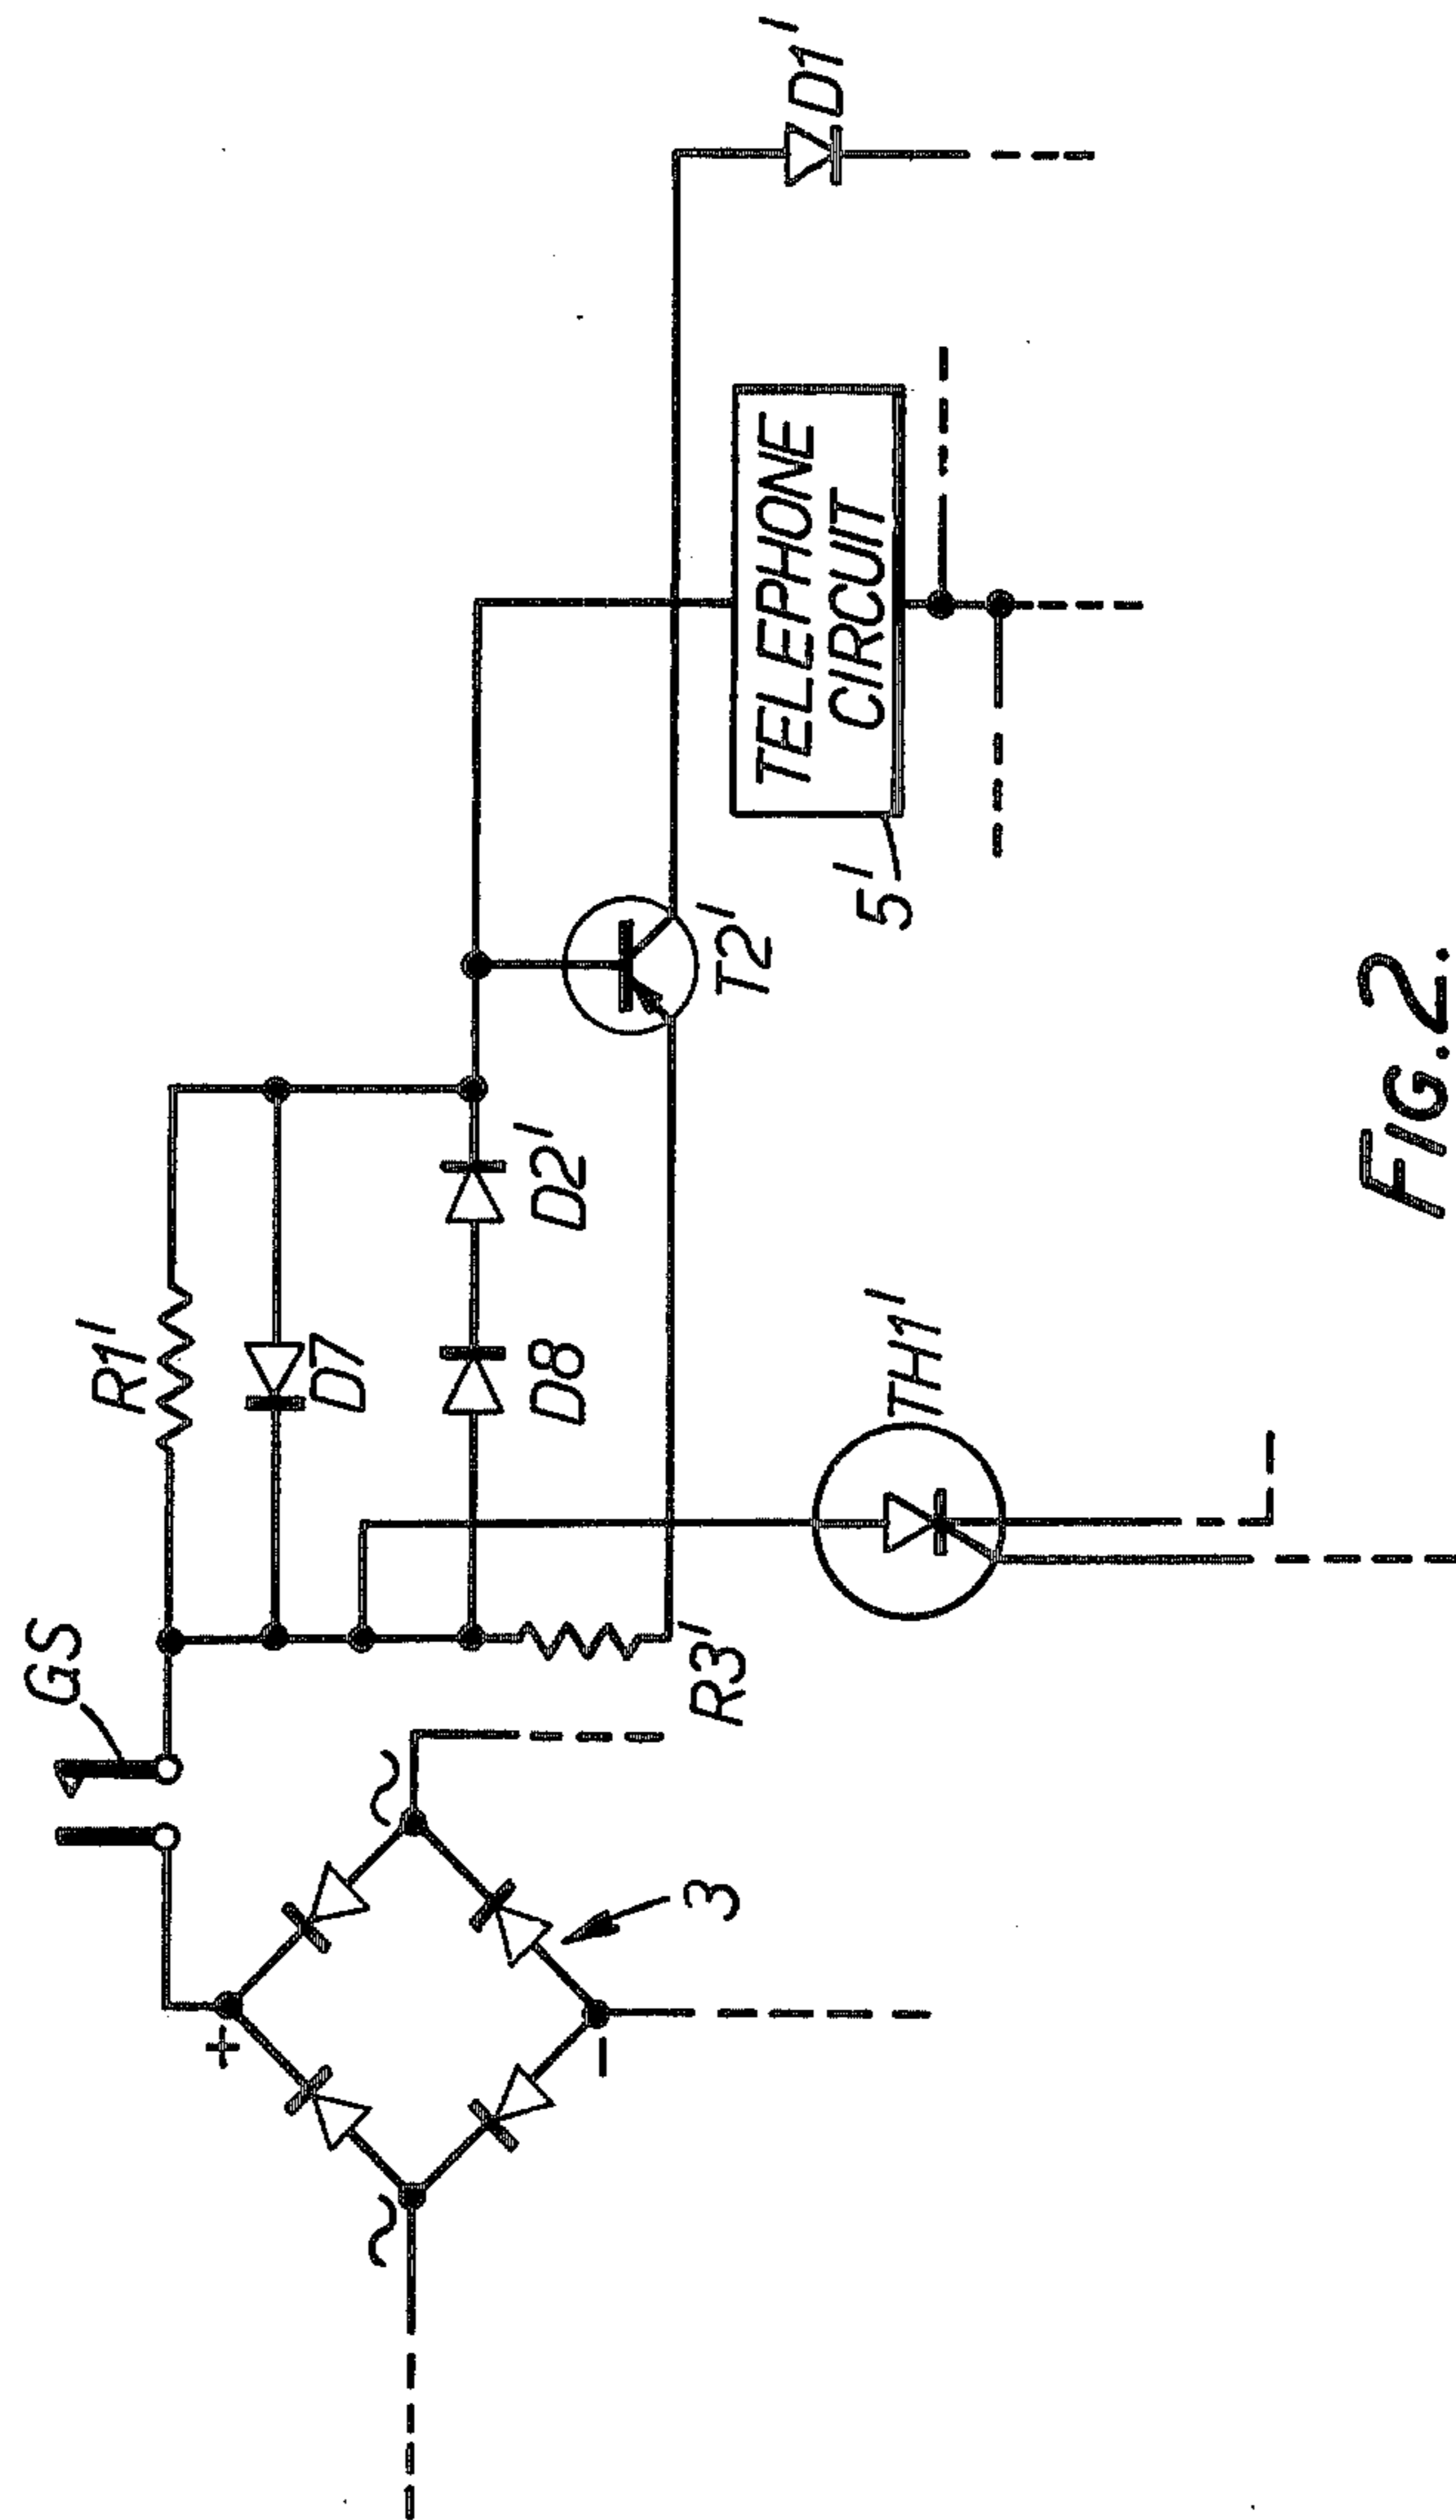 GS
R1'
D7
D2'
D8
D1'
T2'
TELEPHONE
CIRCUIT
5'
R3'
TH1'
~
+
~
-
3
FIG.2.